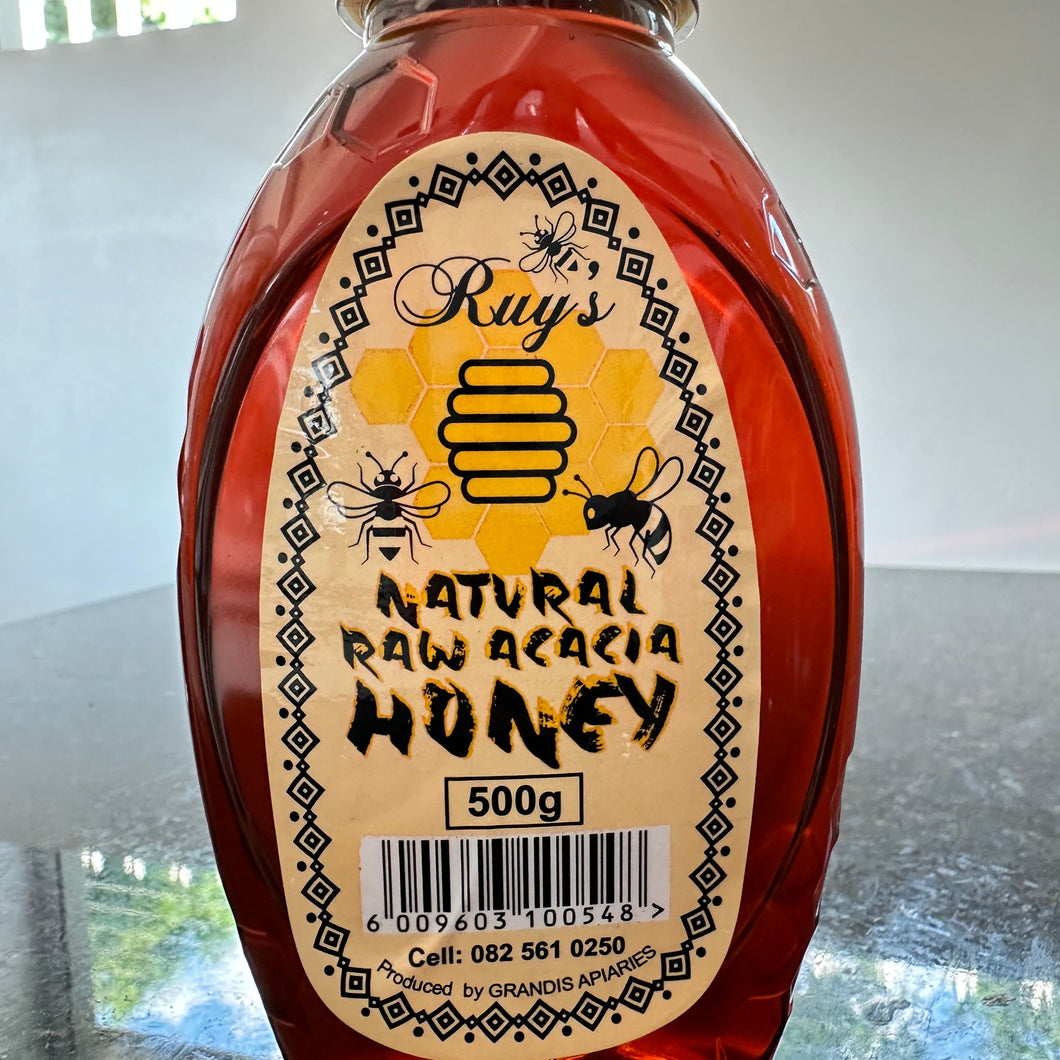 Ruy's
NATURAL
RAW ACACIA
HONEY
500g
6 009603 100548 >
Cell: 082 561 0250
Produced by GRANDIS APIARIES